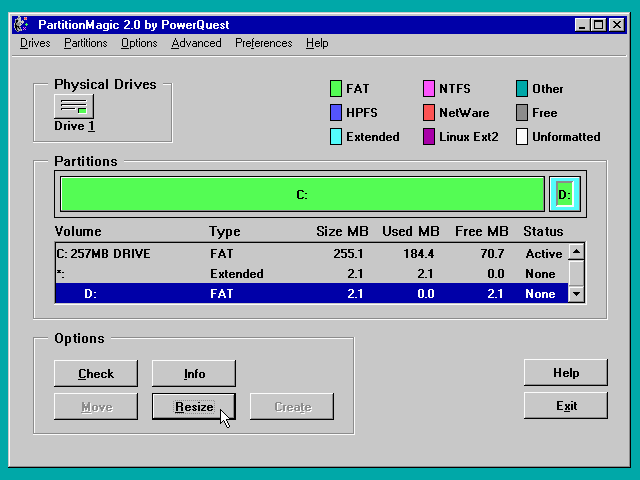 PartitionMagic 2.0 by PowerQuest
Drives Partitions Options Advanced Preferences Help
Physical Drives
Drive 1
FAT NTFS Other
HPFS NetWare Free
Extended Linux Ext2 Unformatted
Partitions
C: D:
Volume Type Size MB Used MB Free MB Status
C: 257MB DRIVE FAT 255.1 184.4 70.7 Active
*: Extended 2.1 2.1 0.0 None
D: FAT 2.1 0.0 2.1 None
Options
Check Info Help
Move Resize Create Exit